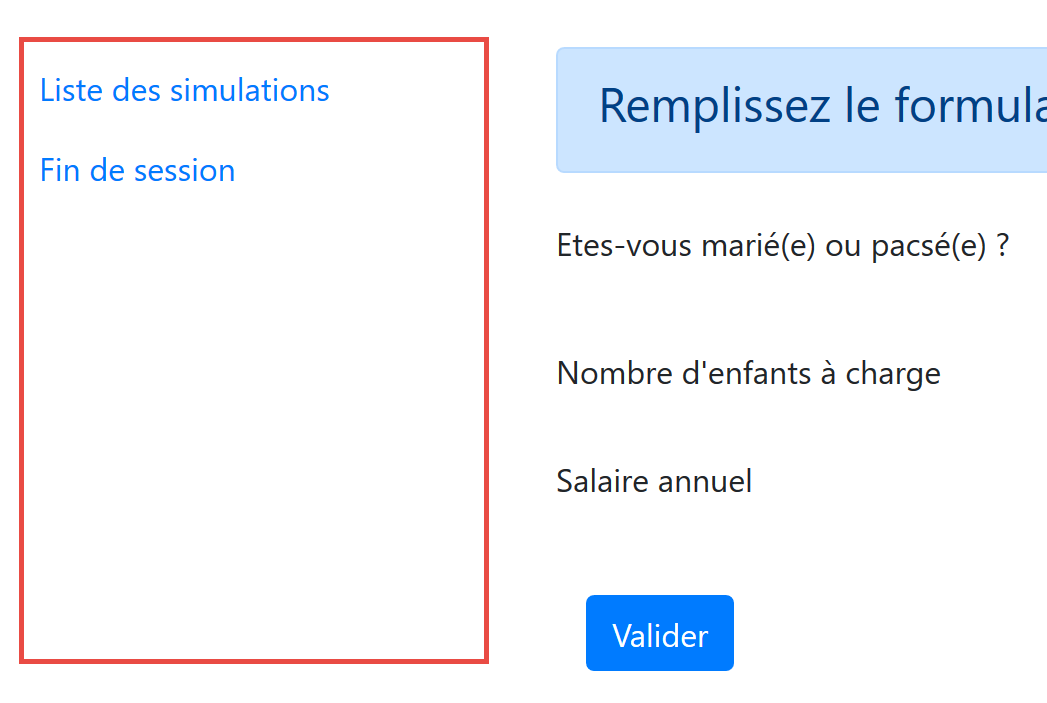 Liste des simulations
Fin de session
Remplissez le formula
Etes-vous marié(e) ou pacsé(e) ?
Nombre d'enfants à charge
Salaire annuel
Valider